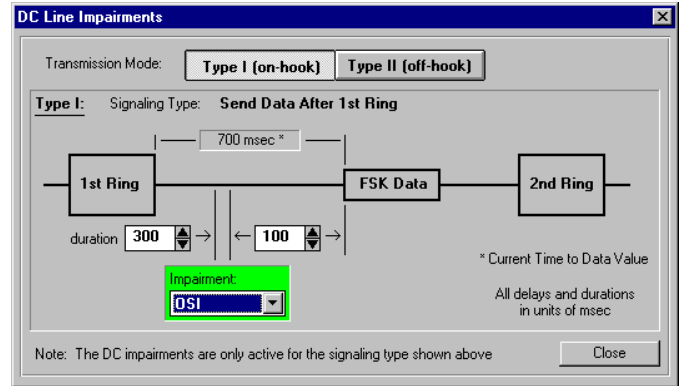 DC Line Impairments
Transmission Mode: Type I (on-hook) Type II (off-hook)
Type I: Signaling Type: Send Data After 1st Ring
700 msec *
1st Ring FSK Data 2nd Ring
duration 300 100
* Current Time to Data Value
Impairment:
OSI
All delays and durations
in units of msec
Note: The DC impairments are only active for the signaling type shown above Close